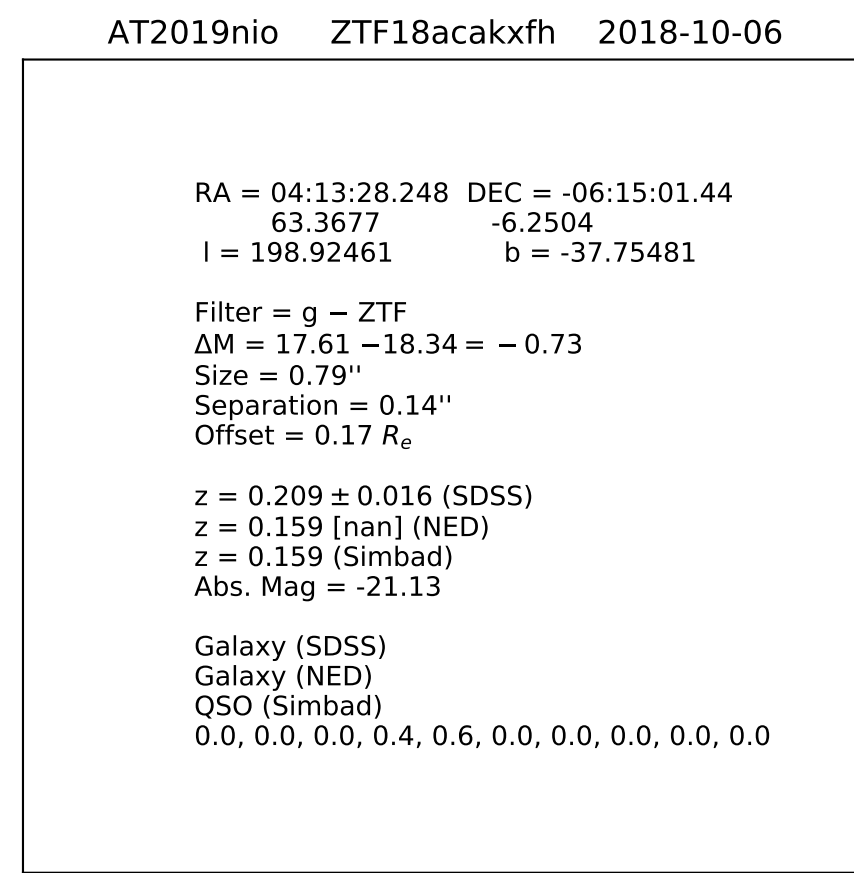 AT2019nio ZTF18acakxfh 2018-10-06
RA = 04:13:28.248 DEC = -06:15:01.44
63.3677 -6.2504
l = 198.92461 b = -37.75481
Filter = g − ZTF
ΔM = 17.61 −18.34 = − 0.73
Size = 0.79''
Separation = 0.14''
Offset = 0.17 Rₑ
z = 0.209 ± 0.016 (SDSS)
z = 0.159 [nan] (NED)
z = 0.159 (Simbad)
Abs. Mag = -21.13
Galaxy (SDSS)
Galaxy (NED)
QSO (Simbad)
0.0, 0.0, 0.0, 0.4, 0.6, 0.0, 0.0, 0.0, 0.0, 0.0